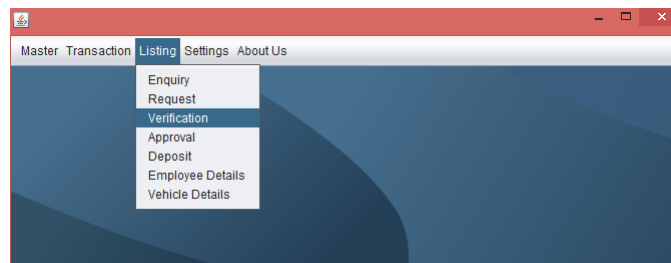 Master Transaction Listing Settings About Us
Enquiry
Request
Verification
Approval
Deposit
Employee Details
Vehicle Details